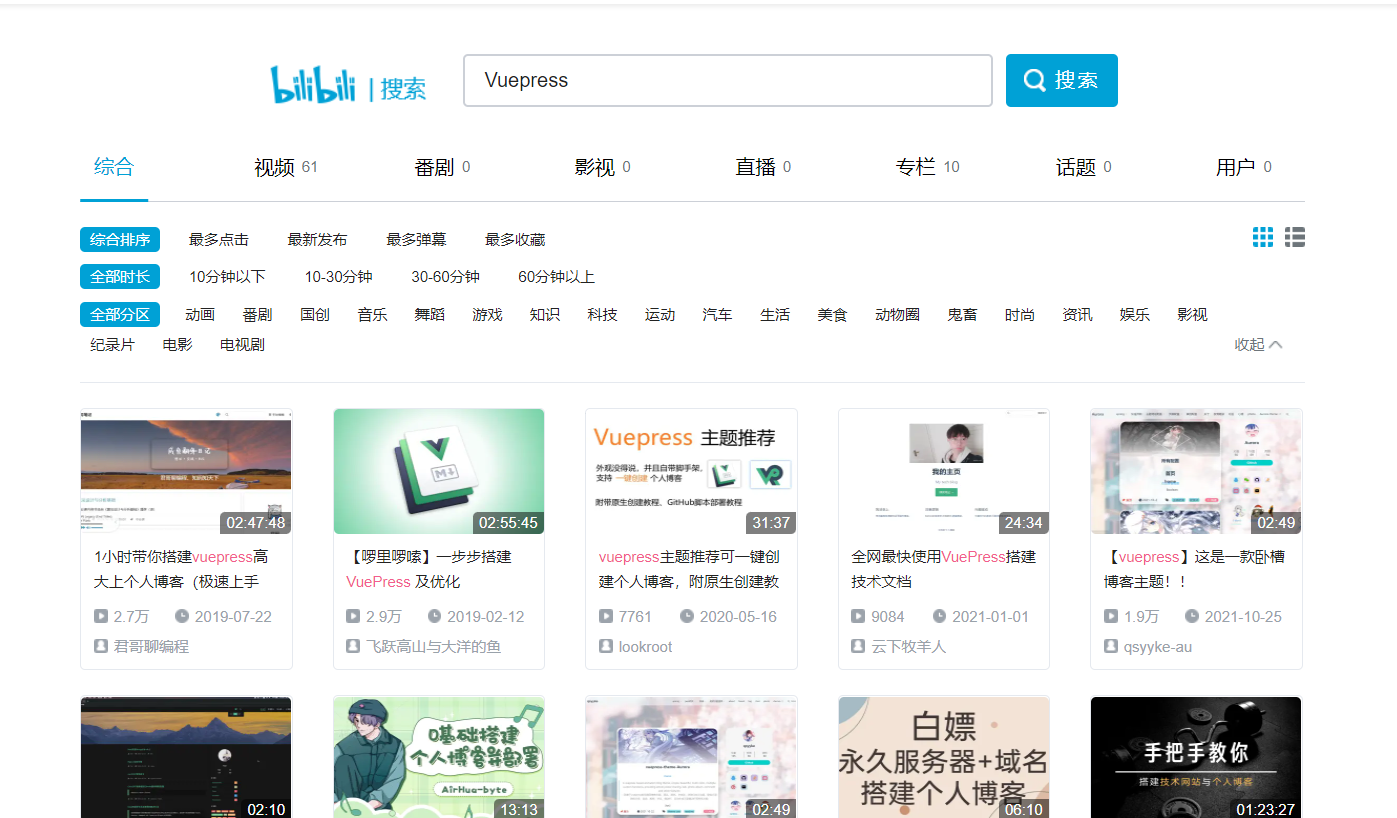 bilibili | 搜索
Vuepress
搜索
综合 视频 61 番剧 0 影视 0 直播 0 专栏 10 话题 0 用户 0
综合排序 最多点击 最新发布 最多弹幕 最多收藏
全部时长 10分钟以下 10-30分钟 30-60分钟 60分钟以上
全部分区 动画 番剧 国创 音乐 舞蹈 游戏 知识 科技 运动 汽车 生活 美食 动物圈 鬼畜 时尚 资讯 娱乐 影视
纪录片 电影 电视剧 收起
02:47:48
1小时带你搭建vuepress高
大上个人博客（极速上手
2.7万 2019-07-22
君哥聊编程
M
02:55:45
【啰里啰嗦】一步步搭建
VuePress 及优化
2.9万 2019-02-12
飞跃高山与大洋的鱼
Vuepress 主题推荐
外观没得说，并且自带脚手架，
支持 一键创建 个人博客
附带原生创建教程、GitHub脚本部署教程
31:37
vuepress主题推荐可一键创
建个人博客，附原生创建教
7761 2020-05-16
lookroot
我的主页
24:34
全网最快使用VuePress搭建
技术文档
9084 2021-01-01
云下牧羊人
02:49
【vuepress】这是一款卧槽
博客主题！！
1.9万 2021-10-25
qsyyke-au
02:10
0基础搭建
个人博客并部署
AirHua-byte
13:13
02:49
白嫖
永久服务器+域名
搭建个人博客
06:10
手把手教你
搭建技术网站与个人博客
01:23:27